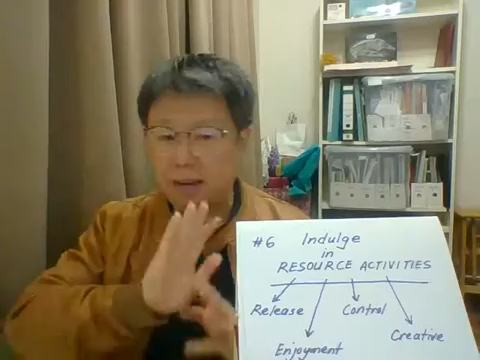 #6 Indulge
in
RESOURCE ACTIVITIES
Release
Control
Enjoyment
Creative